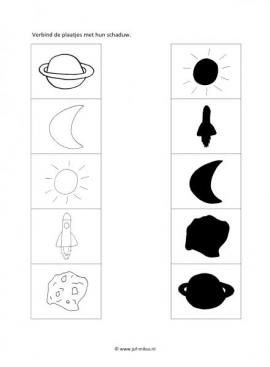 Verbind de plaatjes met hun schaduw.
© www.juf-milou.nl